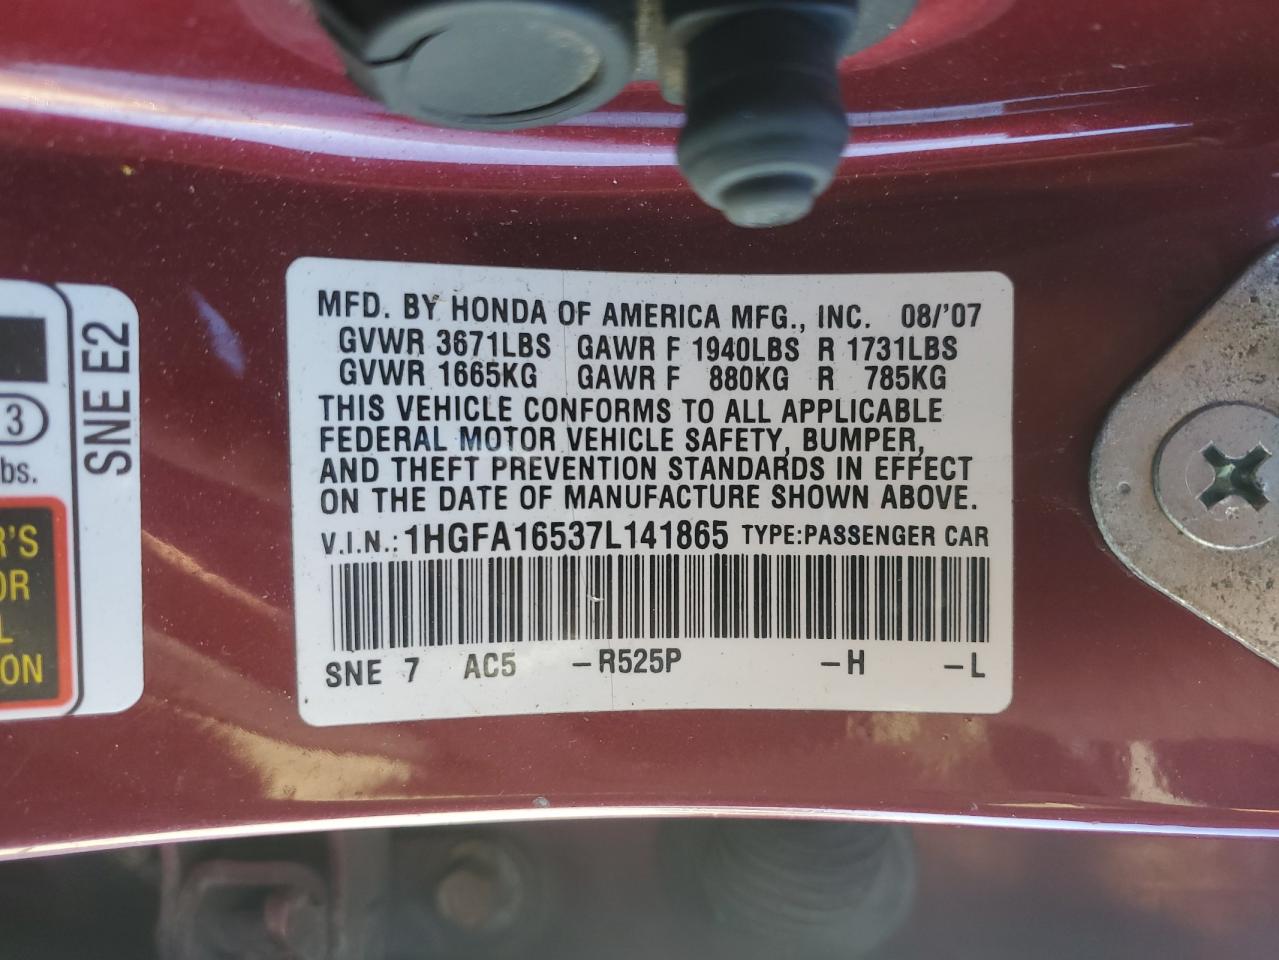 MFD. BY HONDA OF AMERICA MFG., INC. 08/'07
GVWR 3671LBS GAWR F 1940LBS R 1731LBS
GVWR 1665KG GAWR F 880KG R 785KG
THIS VEHICLE CONFORMS TO ALL APPLICABLE
FEDERAL MOTOR VEHICLE SAFETY, BUMPER,
AND THEFT PREVENTION STANDARDS IN EFFECT
ON THE DATE OF MANUFACTURE SHOWN ABOVE.
V.I.N.: 1HGFA16537L141865 TYPE:PASSENGER CAR
SNE 7 AC5 –R525P –H –L
SNE E2
3
bs.
R'S
OR
L
ON